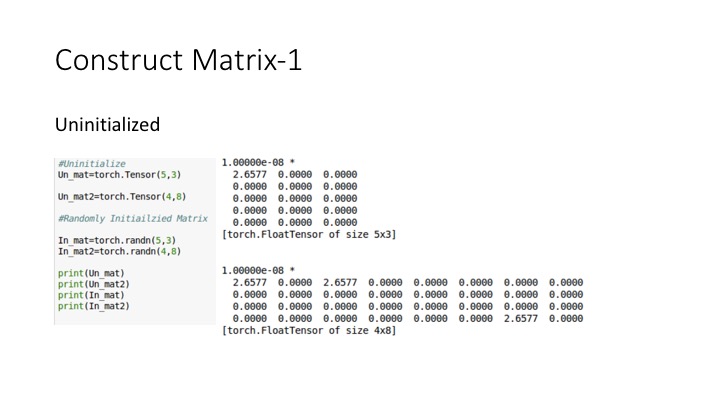 Construct Matrix-1
Uninitialized
#Uninitialize
Un_mat=torch.Tensor(5,3)
Un_mat2=torch.Tensor(4,8)
#Randomly Initiailzied Matrix
In_mat=torch.randn(5,3)
In_mat2=torch.randn(4,8)
print(Un_mat)
print(Un_mat2)
print(In_mat)
print(In_mat2)
1.00000e-08 *
2.6577 0.0000 0.0000
0.0000 0.0000 0.0000
0.0000 0.0000 0.0000
0.0000 0.0000 0.0000
0.0000 0.0000 0.0000
[torch.FloatTensor of size 5x3]
1.00000e-08 *
2.6577 0.0000 2.6577 0.0000 0.0000 0.0000 0.0000 0.0000
0.0000 0.0000 0.0000 0.0000 0.0000 0.0000 0.0000 0.0000
0.0000 0.0000 0.0000 0.0000 0.0000 0.0000 0.0000 0.0000
0.0000 0.0000 0.0000 0.0000 0.0000 0.0000 2.6577 0.0000
[torch.FloatTensor of size 4x8]